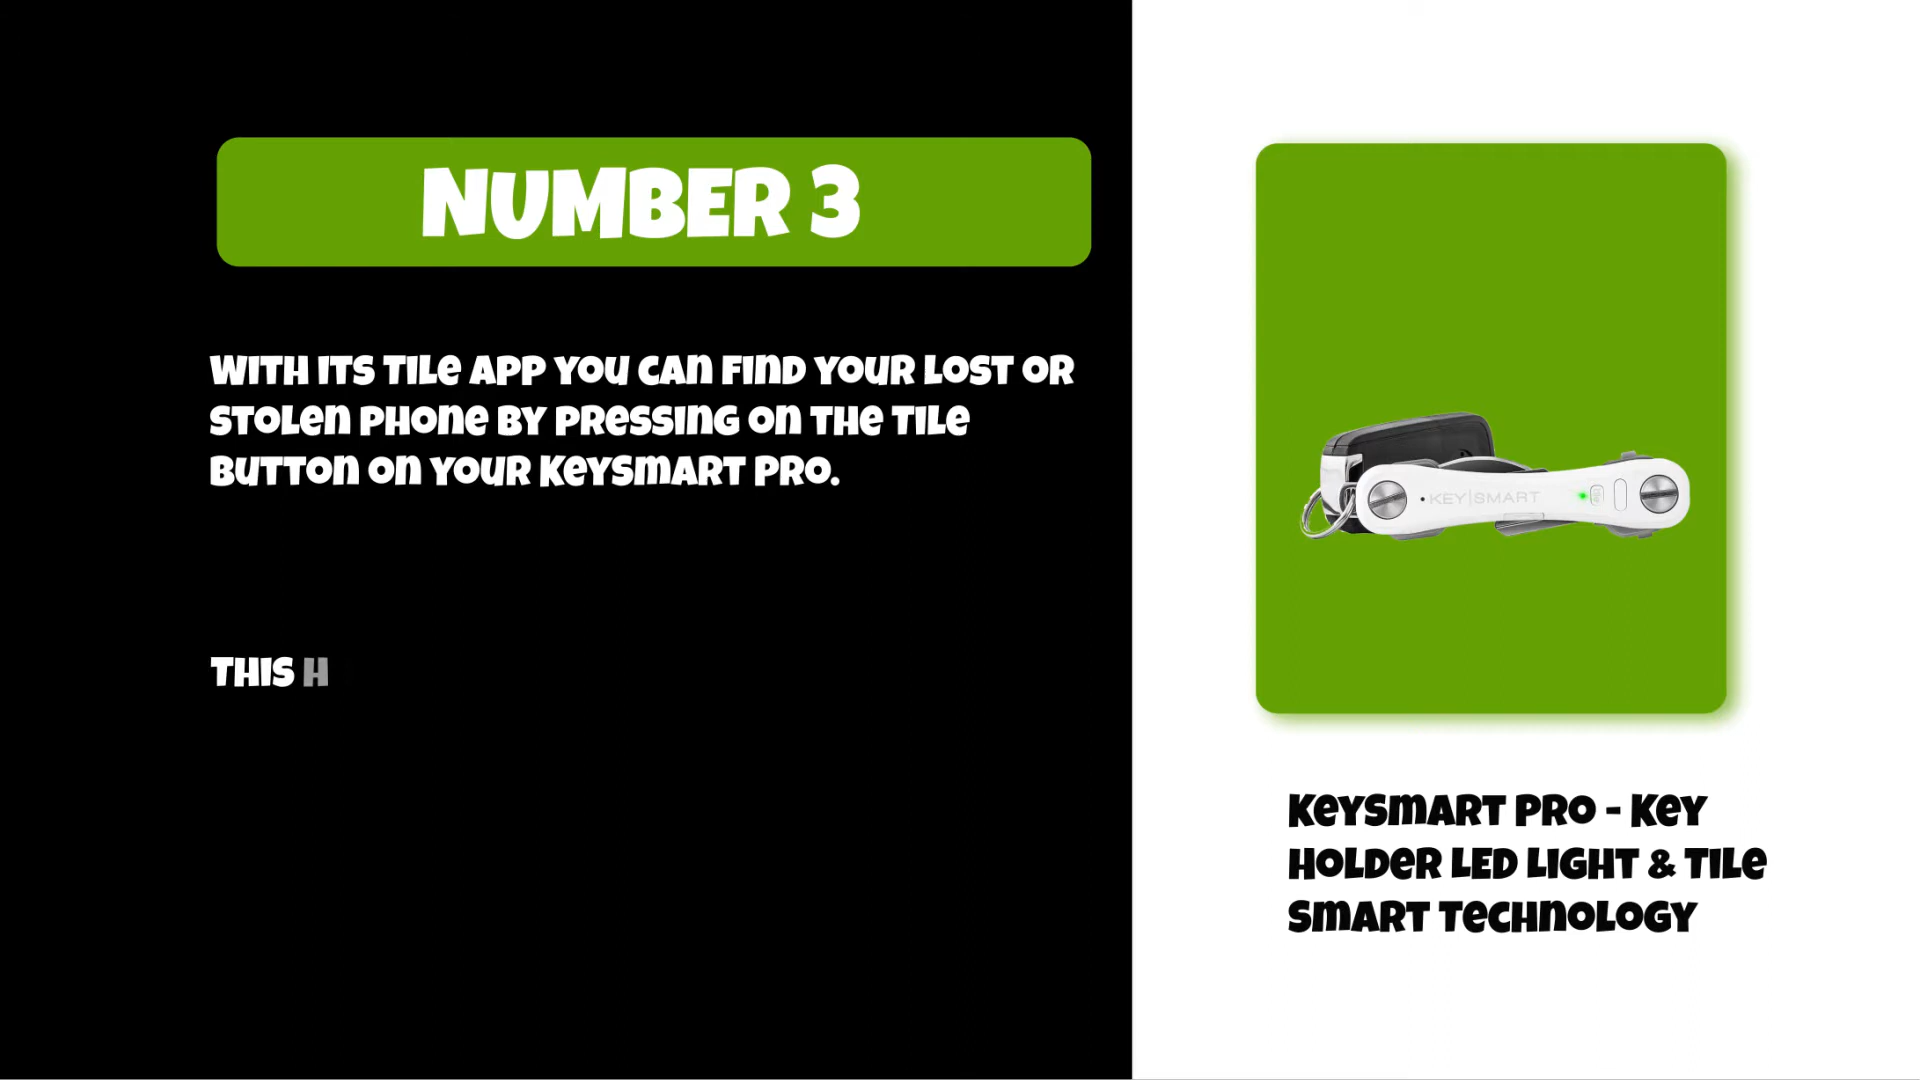 NUMBER 3
WITH ITS TILE APP YOU CAN FIND YOUR LOST OR
STOLEN PHONE BY PRESSING ON THE TILE
BUTTON ON YOUR KEYSMART PRO.
THIS H
KEY|SMART
KEYSMART PRO - KEY
HOLDER LED LIGHT & TILE
SMART TECHNOLOGY